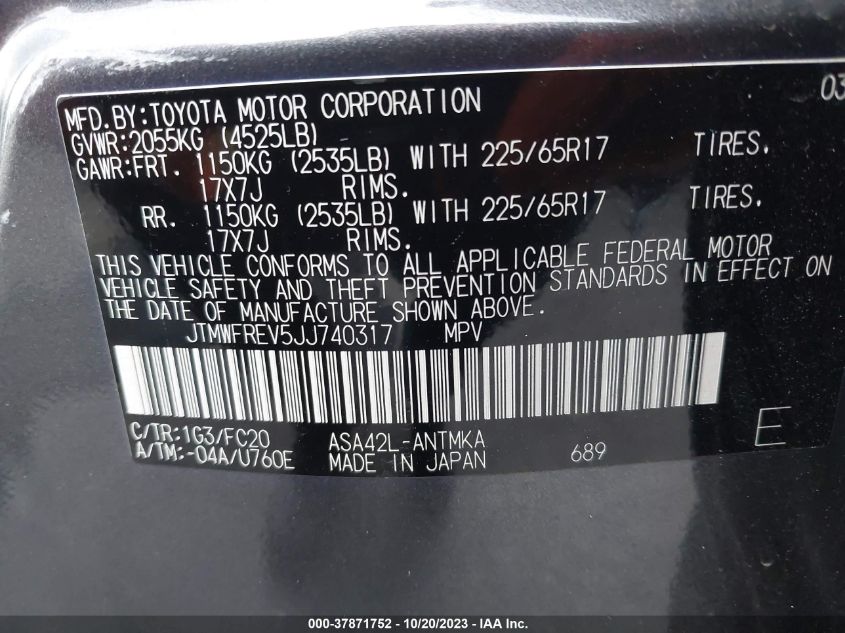 MFD.BY:TOYOTA MOTOR CORPORATION 03
GVWR:2055KG (4525LB)
GAWR:FRT. 1150KG (2535LB) WITH 225/65R17 TIRES.
17X7J RIMS.
RR. 1150KG (2535LB) WITH 225/65R17 TIRES.
17X7J RIMS.
THIS VEHICLE CONFORMS TO ALL APPLICABLE FEDERAL MOTOR
VEHICLE SAFETY AND THEFT PREVENTION STANDARDS IN EFFECT ON
THE DATE OF MANUFACTURE SHOWN ABOVE.
JTMWFREV5JJ740317 MPV
C/TR:1G3/FC20 ASA42L-ANTMKA 689 E
A/TM:-04A/U760E MADE IN JAPAN
000-37871752 | 10/20/2023 - IAA Inc.